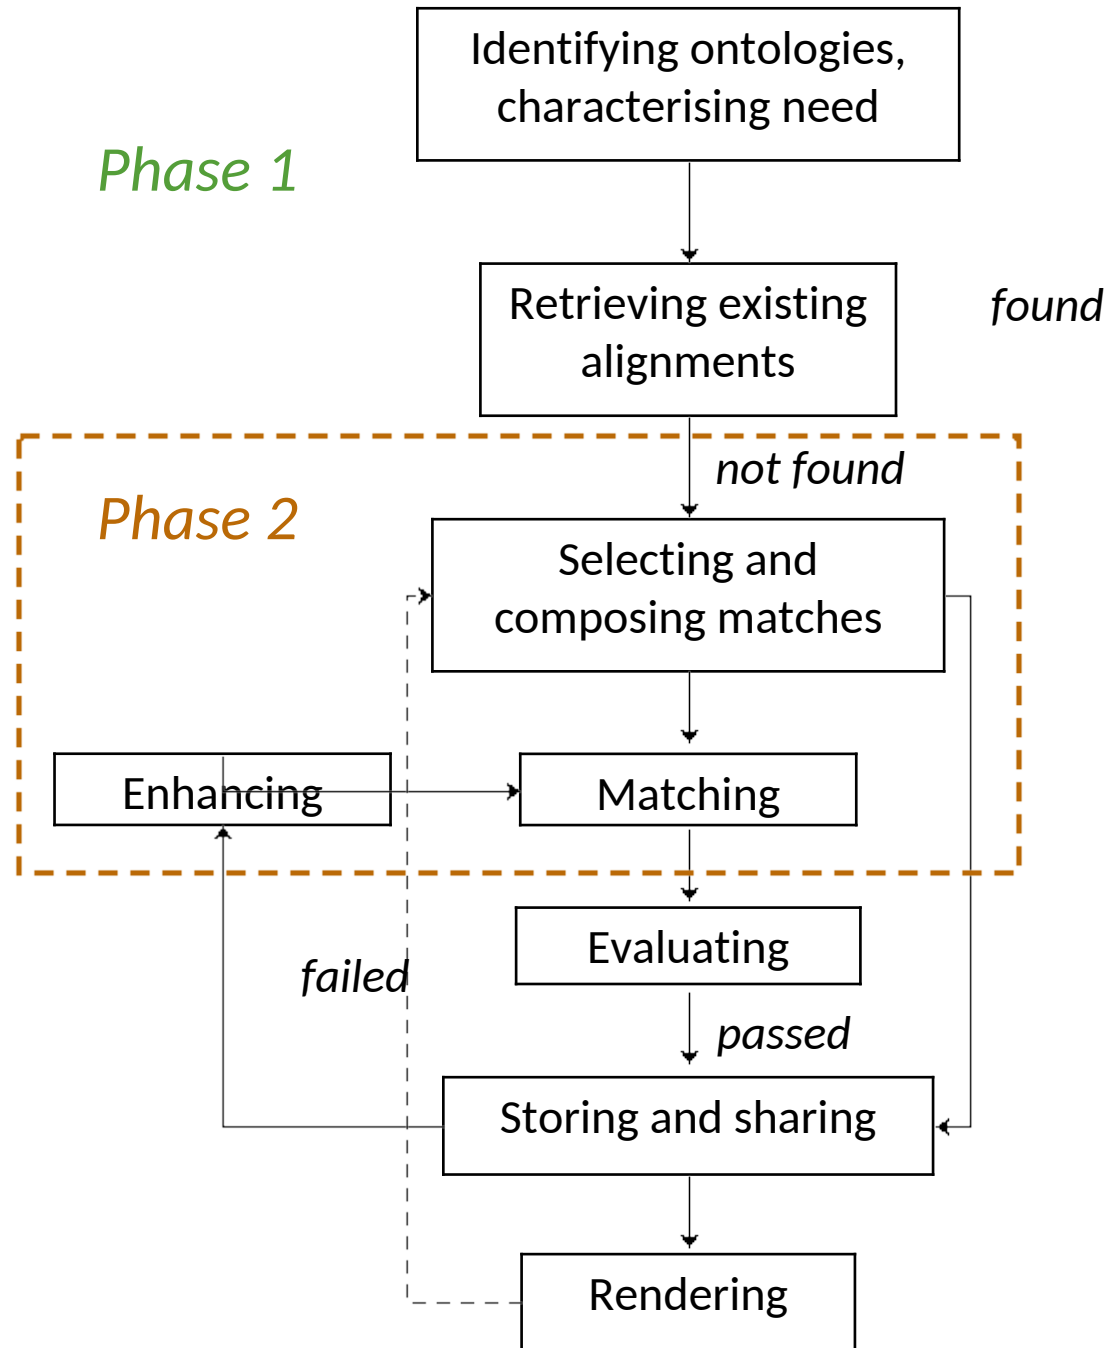 Identifying ontologies,
characterising need
Phase 1
Retrieving existing
alignments
found
not found
Phase 2
Selecting and
composing matches
Enhancing
Matching
Evaluating
failed
passed
Storing and sharing
Rendering